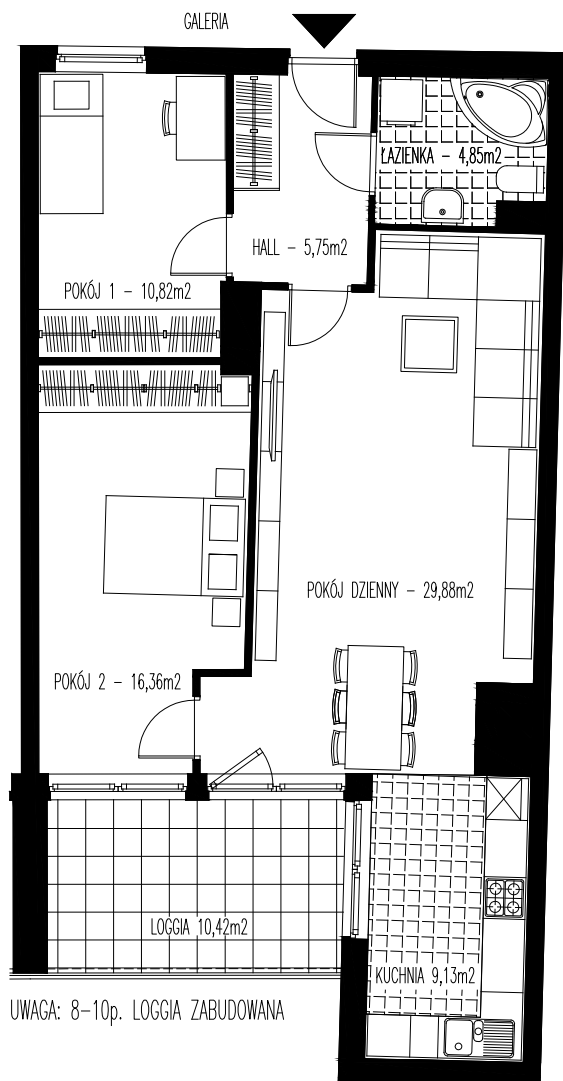 GALERIA
ŁAZIENKA – 4,85m2
HALL – 5,75m2
POKÓJ 1 – 10,82m2
POKÓJ DZIENNY – 29,88m2
POKÓJ 2 – 16,36m2
LOGGIA 10,42m2
KUCHNIA 9,13m2
UWAGA: 8–10p. LOGGIA ZABUDOWANA